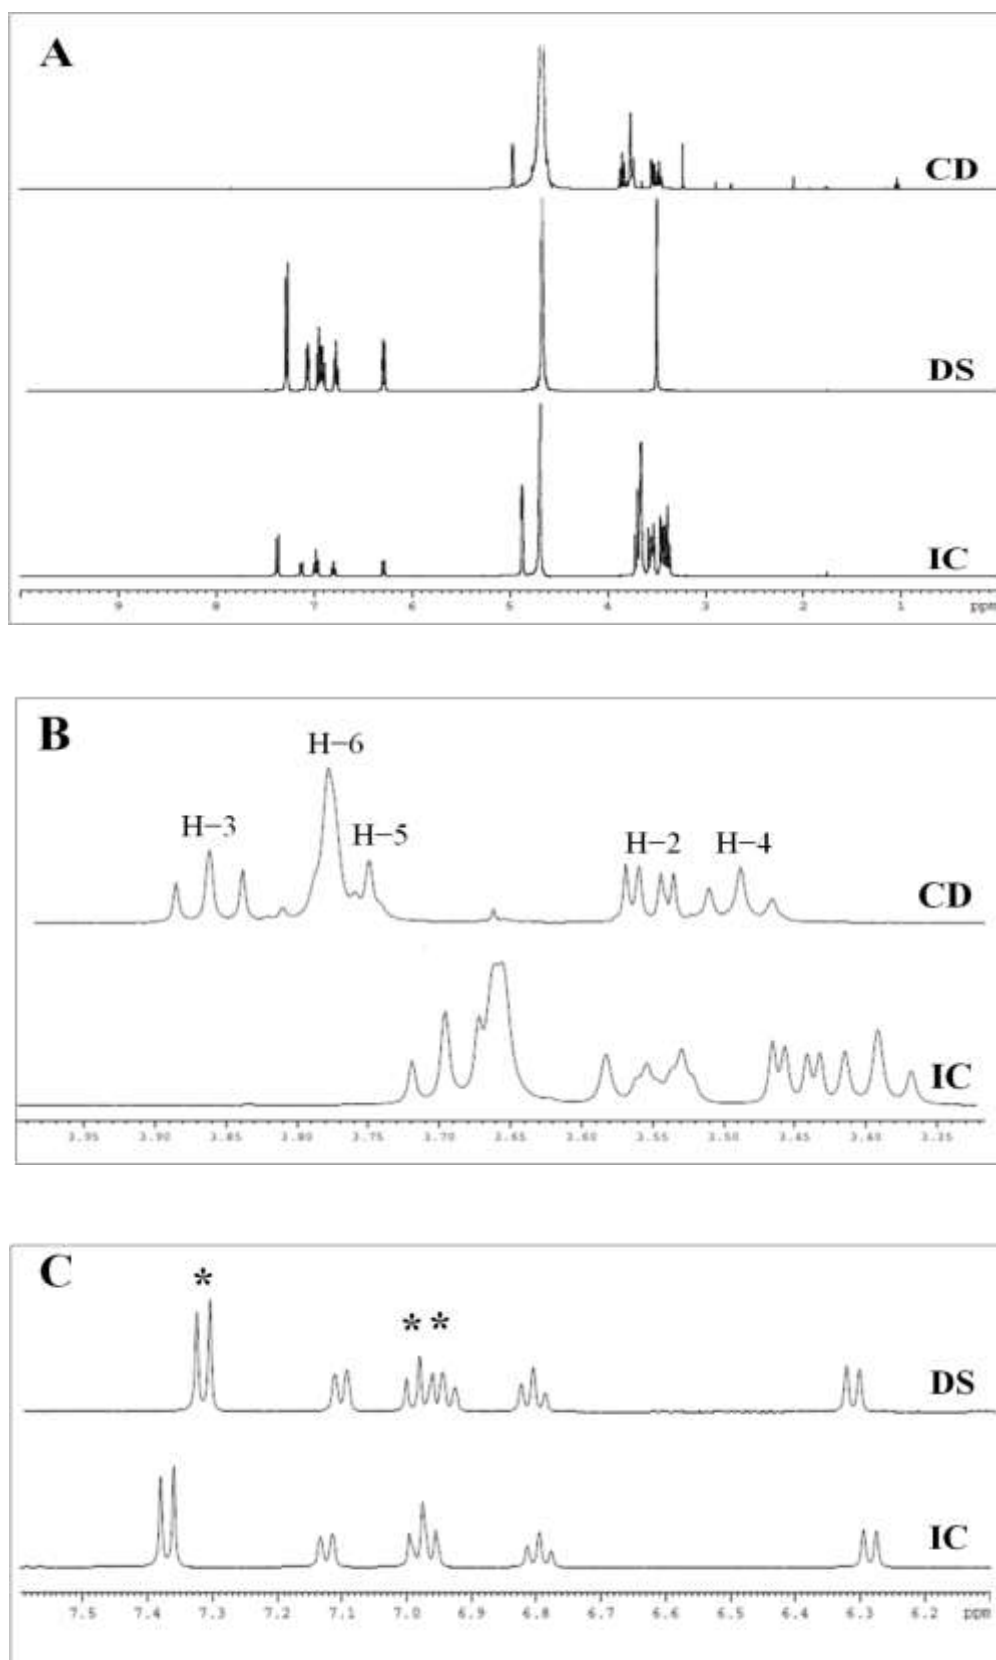 A
CD
DS
IC
9 8 7 6 5 4 3 2 1 ppm
B
H−6
H−3 H−5 H−2 H−4
CD
IC
3.95 3.90 3.85 3.80 3.75 3.70 3.65 3.60 3.55 3.50 3.45 3.40 3.35
C
*
* *
DS
IC
7.5 7.4 7.3 7.2 7.1 7.0 6.9 6.8 6.7 6.6 6.5 6.4 6.3 6.2 ppm